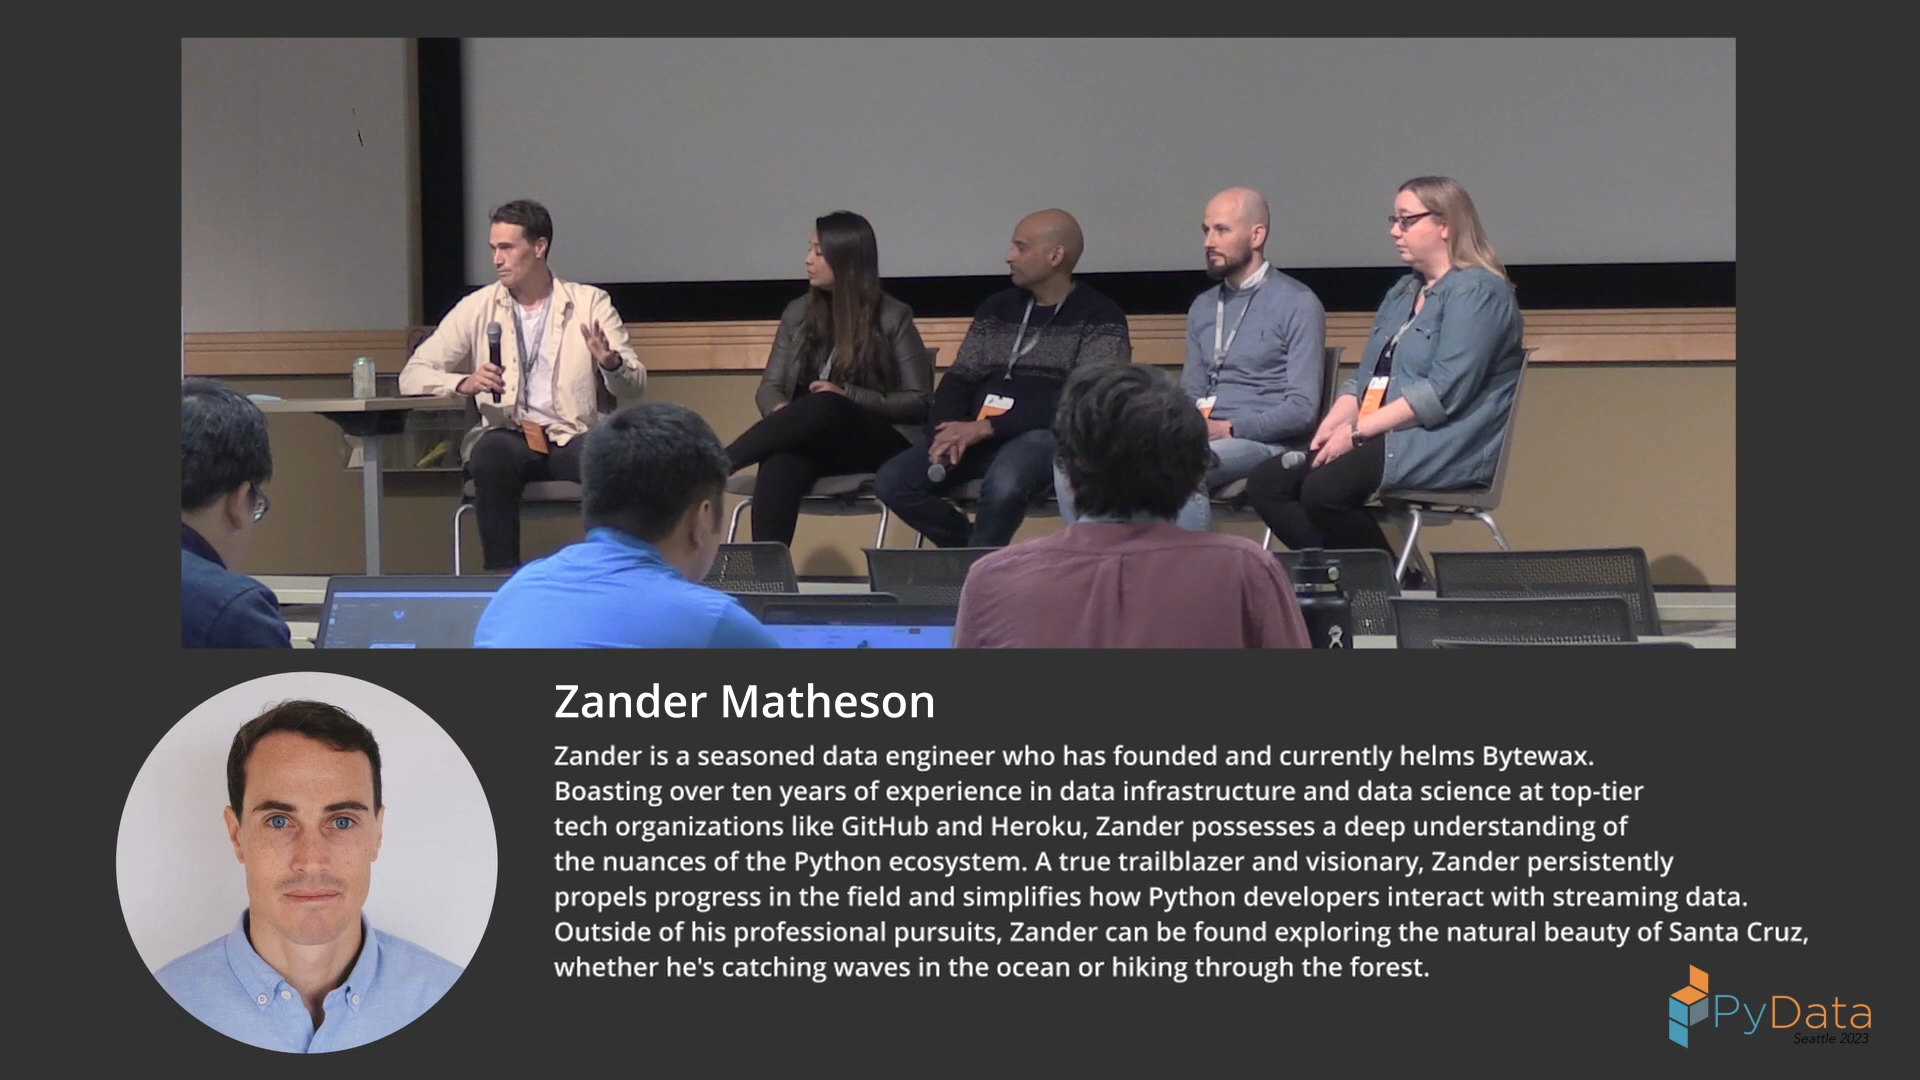 Zander Matheson
Zander is a seasoned data engineer who has founded and currently helms Bytewax.
Boasting over ten years of experience in data infrastructure and data science at top-tier
tech organizations like GitHub and Heroku, Zander possesses a deep understanding of
the nuances of the Python ecosystem. A true trailblazer and visionary, Zander persistently
propels progress in the field and simplifies how Python developers interact with streaming data.
Outside of his professional pursuits, Zander can be found exploring the natural beauty of Santa Cruz,
whether he's catching waves in the ocean or hiking through the forest.
PyData
Seattle 2023